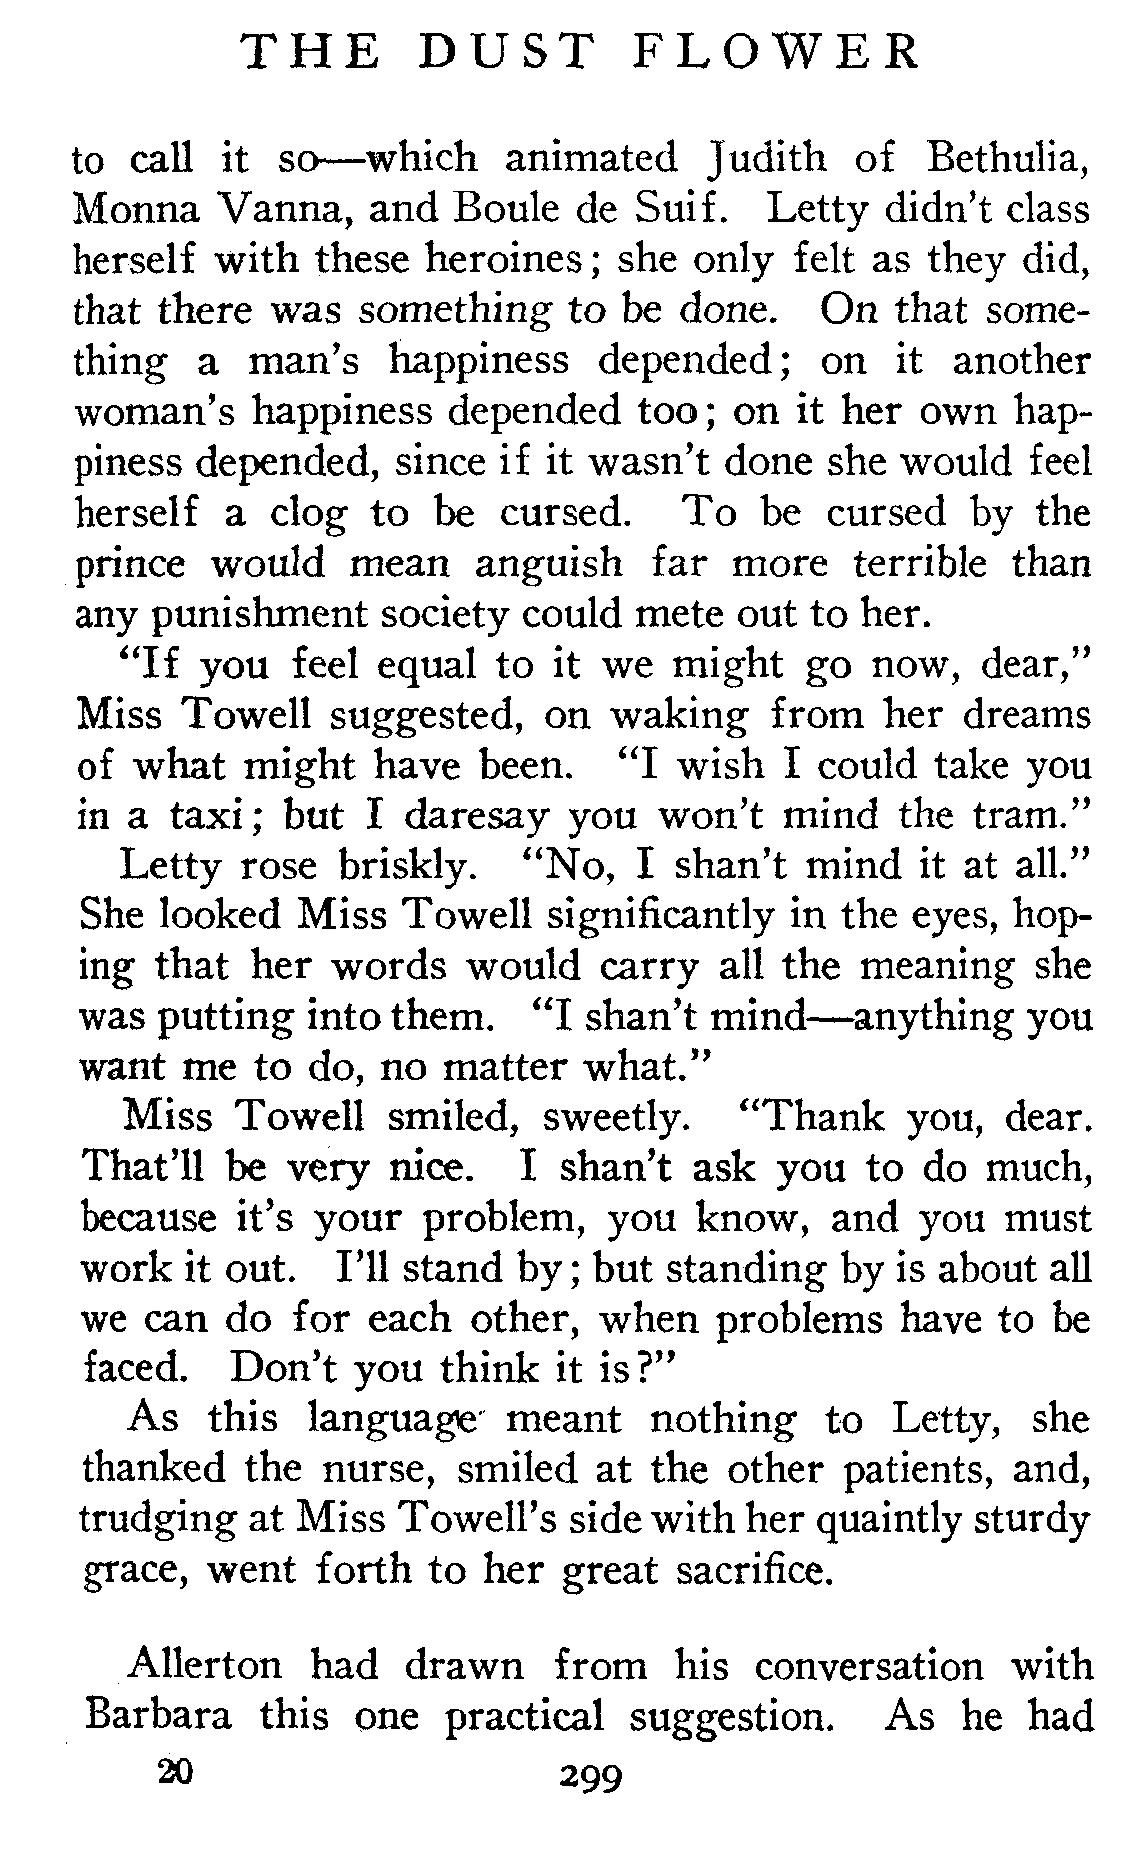 THE DUST FLOWER
to call it so—which animated Judith of Bethulia,
Monna Vanna, and Boule de Suif. Letty didn't class
herself with these heroines; she only felt as they did,
that there was something to be done. On that some-
thing a man's happiness depended; on it another
woman's happiness depended too; on it her own hap-
piness depended, since if it wasn't done she would feel
herself a clog to be cursed. To be cursed by the
prince would mean anguish far more terrible than
any punishment society could mete out to her.
"If you feel equal to it we might go now, dear,"
Miss Towell suggested, on waking from her dreams
of what might have been. "I wish I could take you
in a taxi; but I daresay you won't mind the tram."
Letty rose briskly. "No, I shan't mind it at all."
She looked Miss Towell significantly in the eyes, hop-
ing that her words would carry all the meaning she
was putting into them. "I shan't mind—anything you
want me to do, no matter what."
Miss Towell smiled, sweetly. "Thank you, dear.
That'll be very nice. I shan't ask you to do much,
because it's your problem, you know, and you must
work it out. I'll stand by; but standing by is about all
we can do for each other, when problems have to be
faced. Don't you think it is?"
As this language meant nothing to Letty, she
thanked the nurse, smiled at the other patients, and,
trudging at Miss Towell's side with her quaintly sturdy
grace, went forth to her great sacrifice.
Allerton had drawn from his conversation with
Barbara this one practical suggestion. As he had
20 299